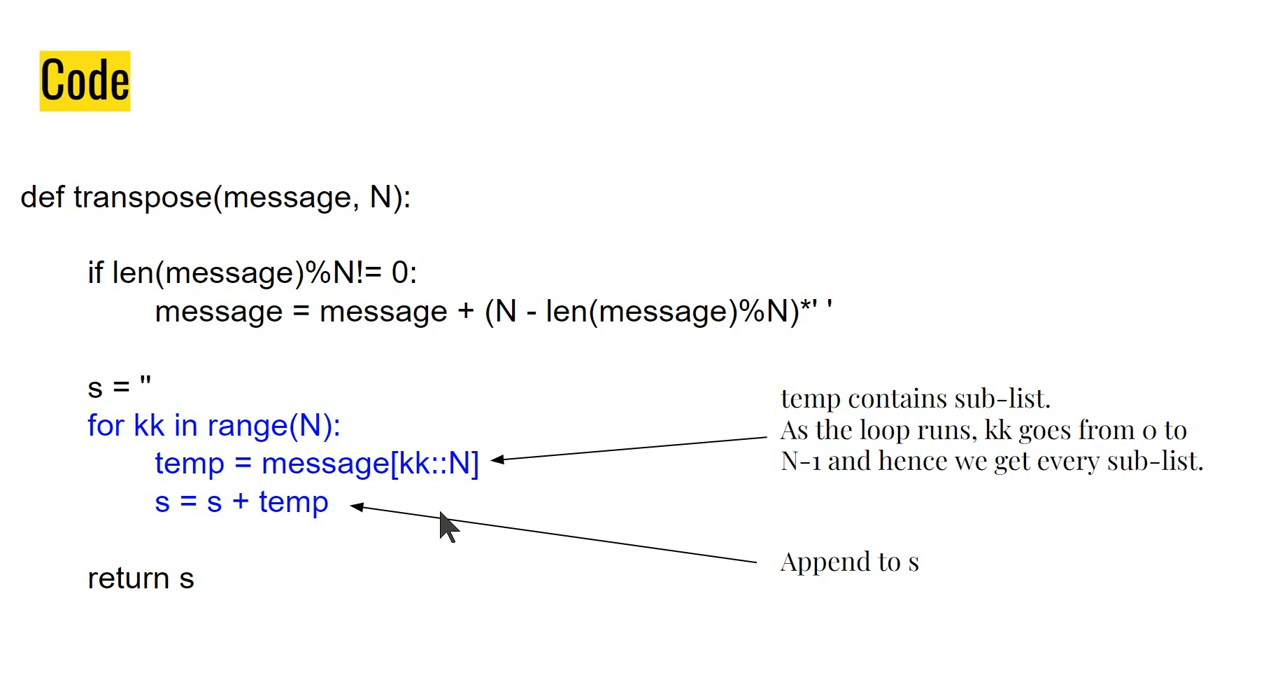 Code
def transpose(message, N):
if len(message)%N!= 0:
message = message + (N - len(message)%N)*' '
s = ''
for kk in range(N):
temp = message[kk::N]
s = s + temp
return s
temp contains sub-list.
As the loop runs, kk goes from 0 to
N-1 and hence we get every sub-list.
Append to s